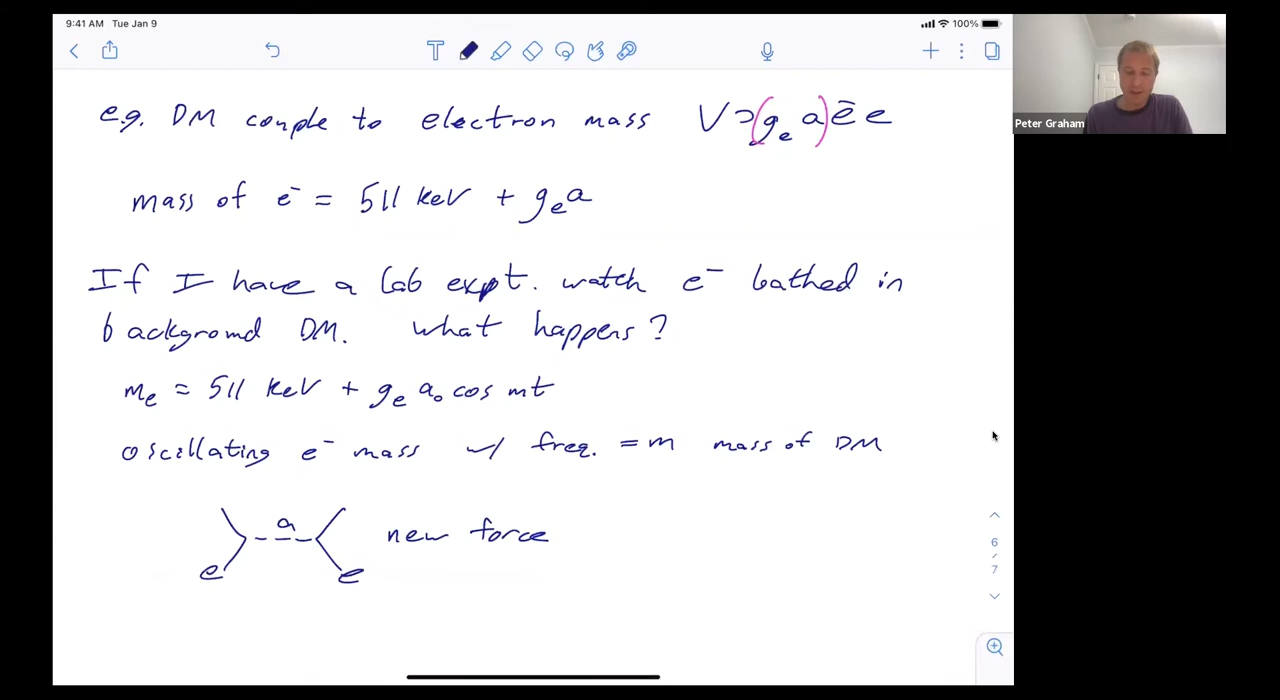 9:41 AM Tue Jan 9
100%
Peter Graham
e.g. DM couple to electron mass V⊃(gₑ a) ē e
mass of e⁻ = 511 keV + gₑa
If I have a lab expt. watch e⁻ bathed in
background DM. what happens?
mₑ = 511 keV + gₑ a₀ cos mt
oscillating e⁻ mass w/ freq. = m mass of DM
a
new force
e e
6
/
7